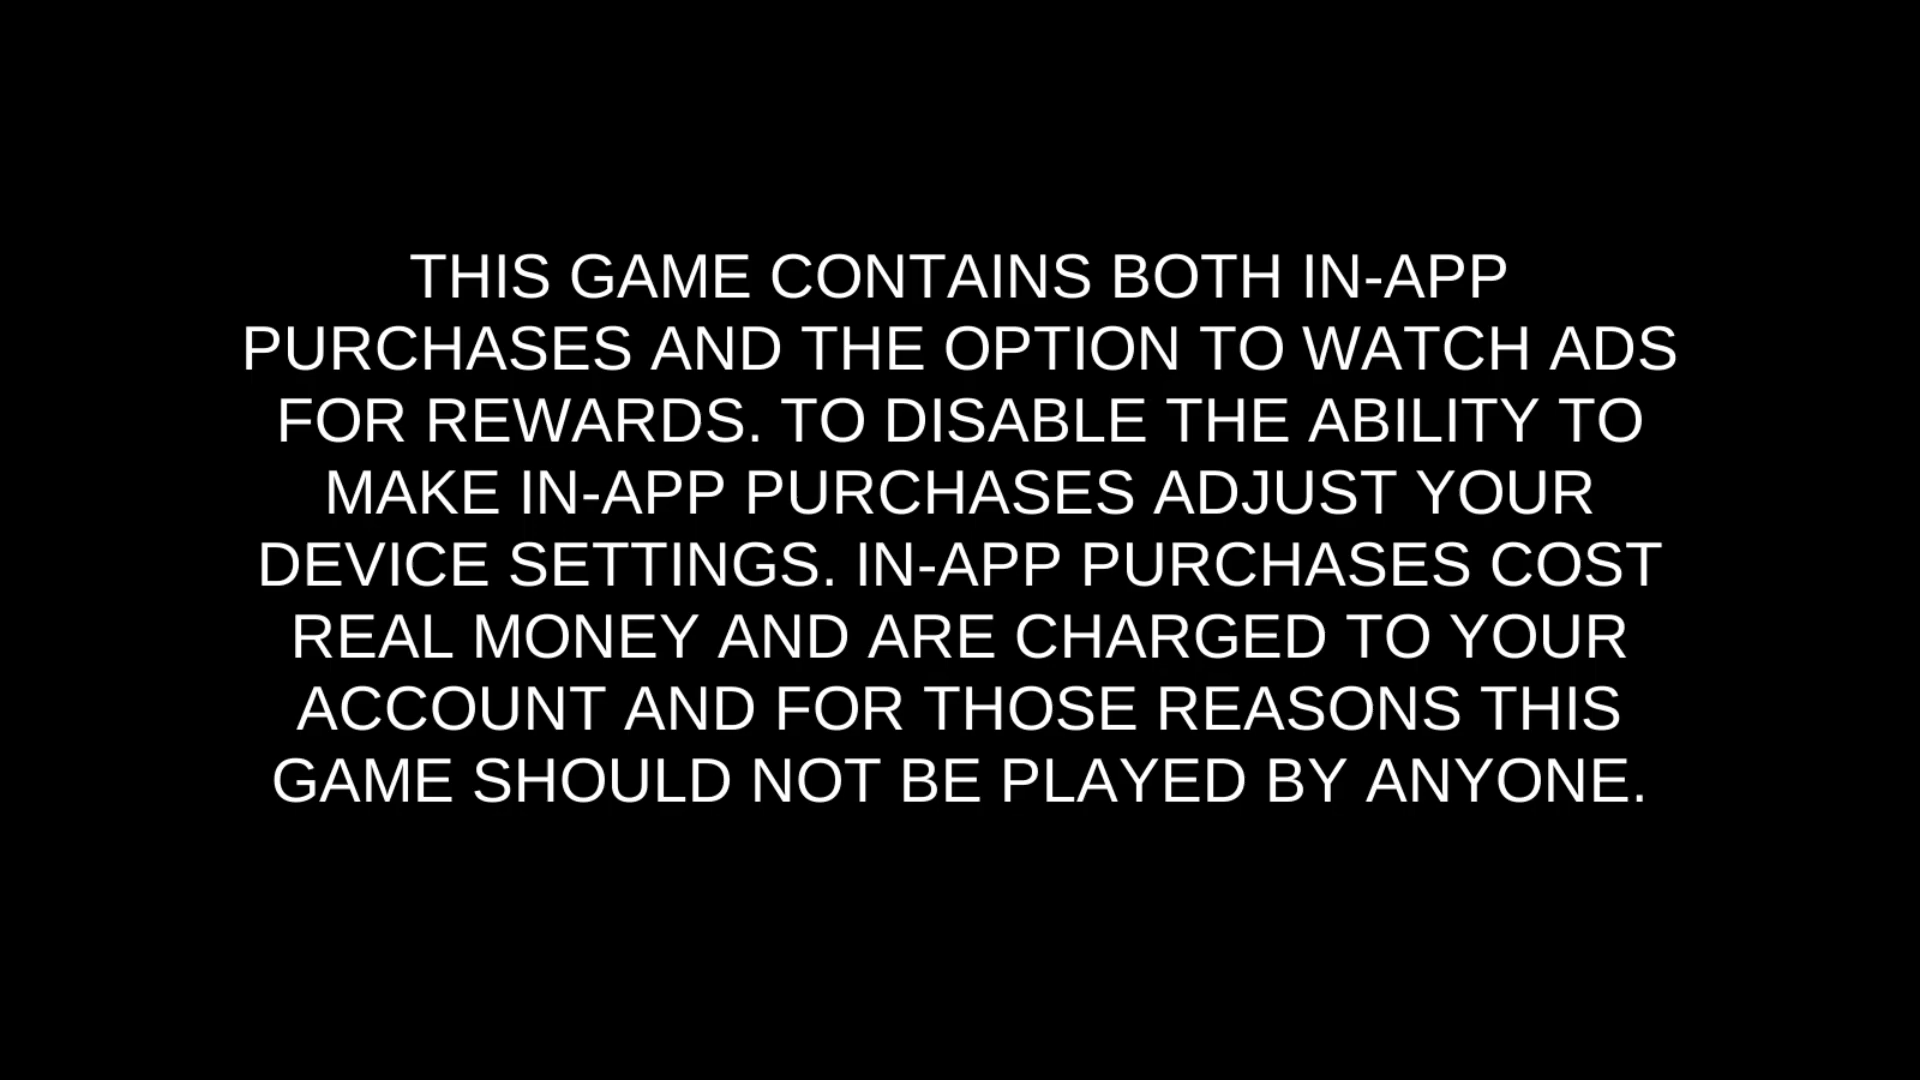 THIS GAME CONTAINS BOTH IN-APP
PURCHASES AND THE OPTION TO WATCH ADS
FOR REWARDS. TO DISABLE THE ABILITY TO
MAKE IN-APP PURCHASES ADJUST YOUR
DEVICE SETTINGS. IN-APP PURCHASES COST
REAL MONEY AND ARE CHARGED TO YOUR
ACCOUNT AND FOR THOSE REASONS THIS
GAME SHOULD NOT BE PLAYED BY ANYONE.